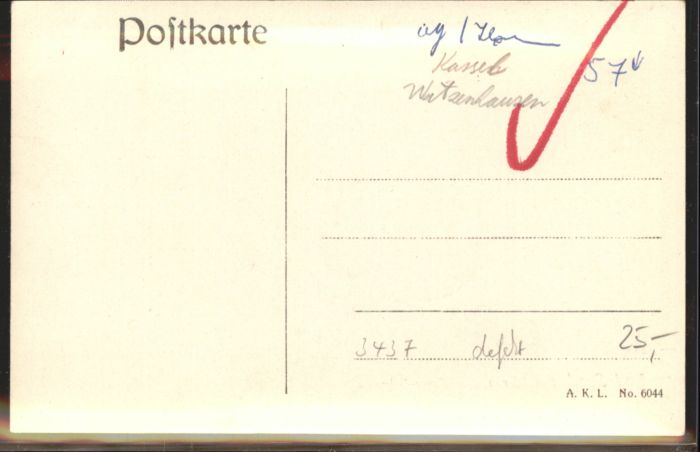 Poſtkarte
Kassel
57
Witzenhausen
3437 defekt 25,-
A. K. L. No. 6044